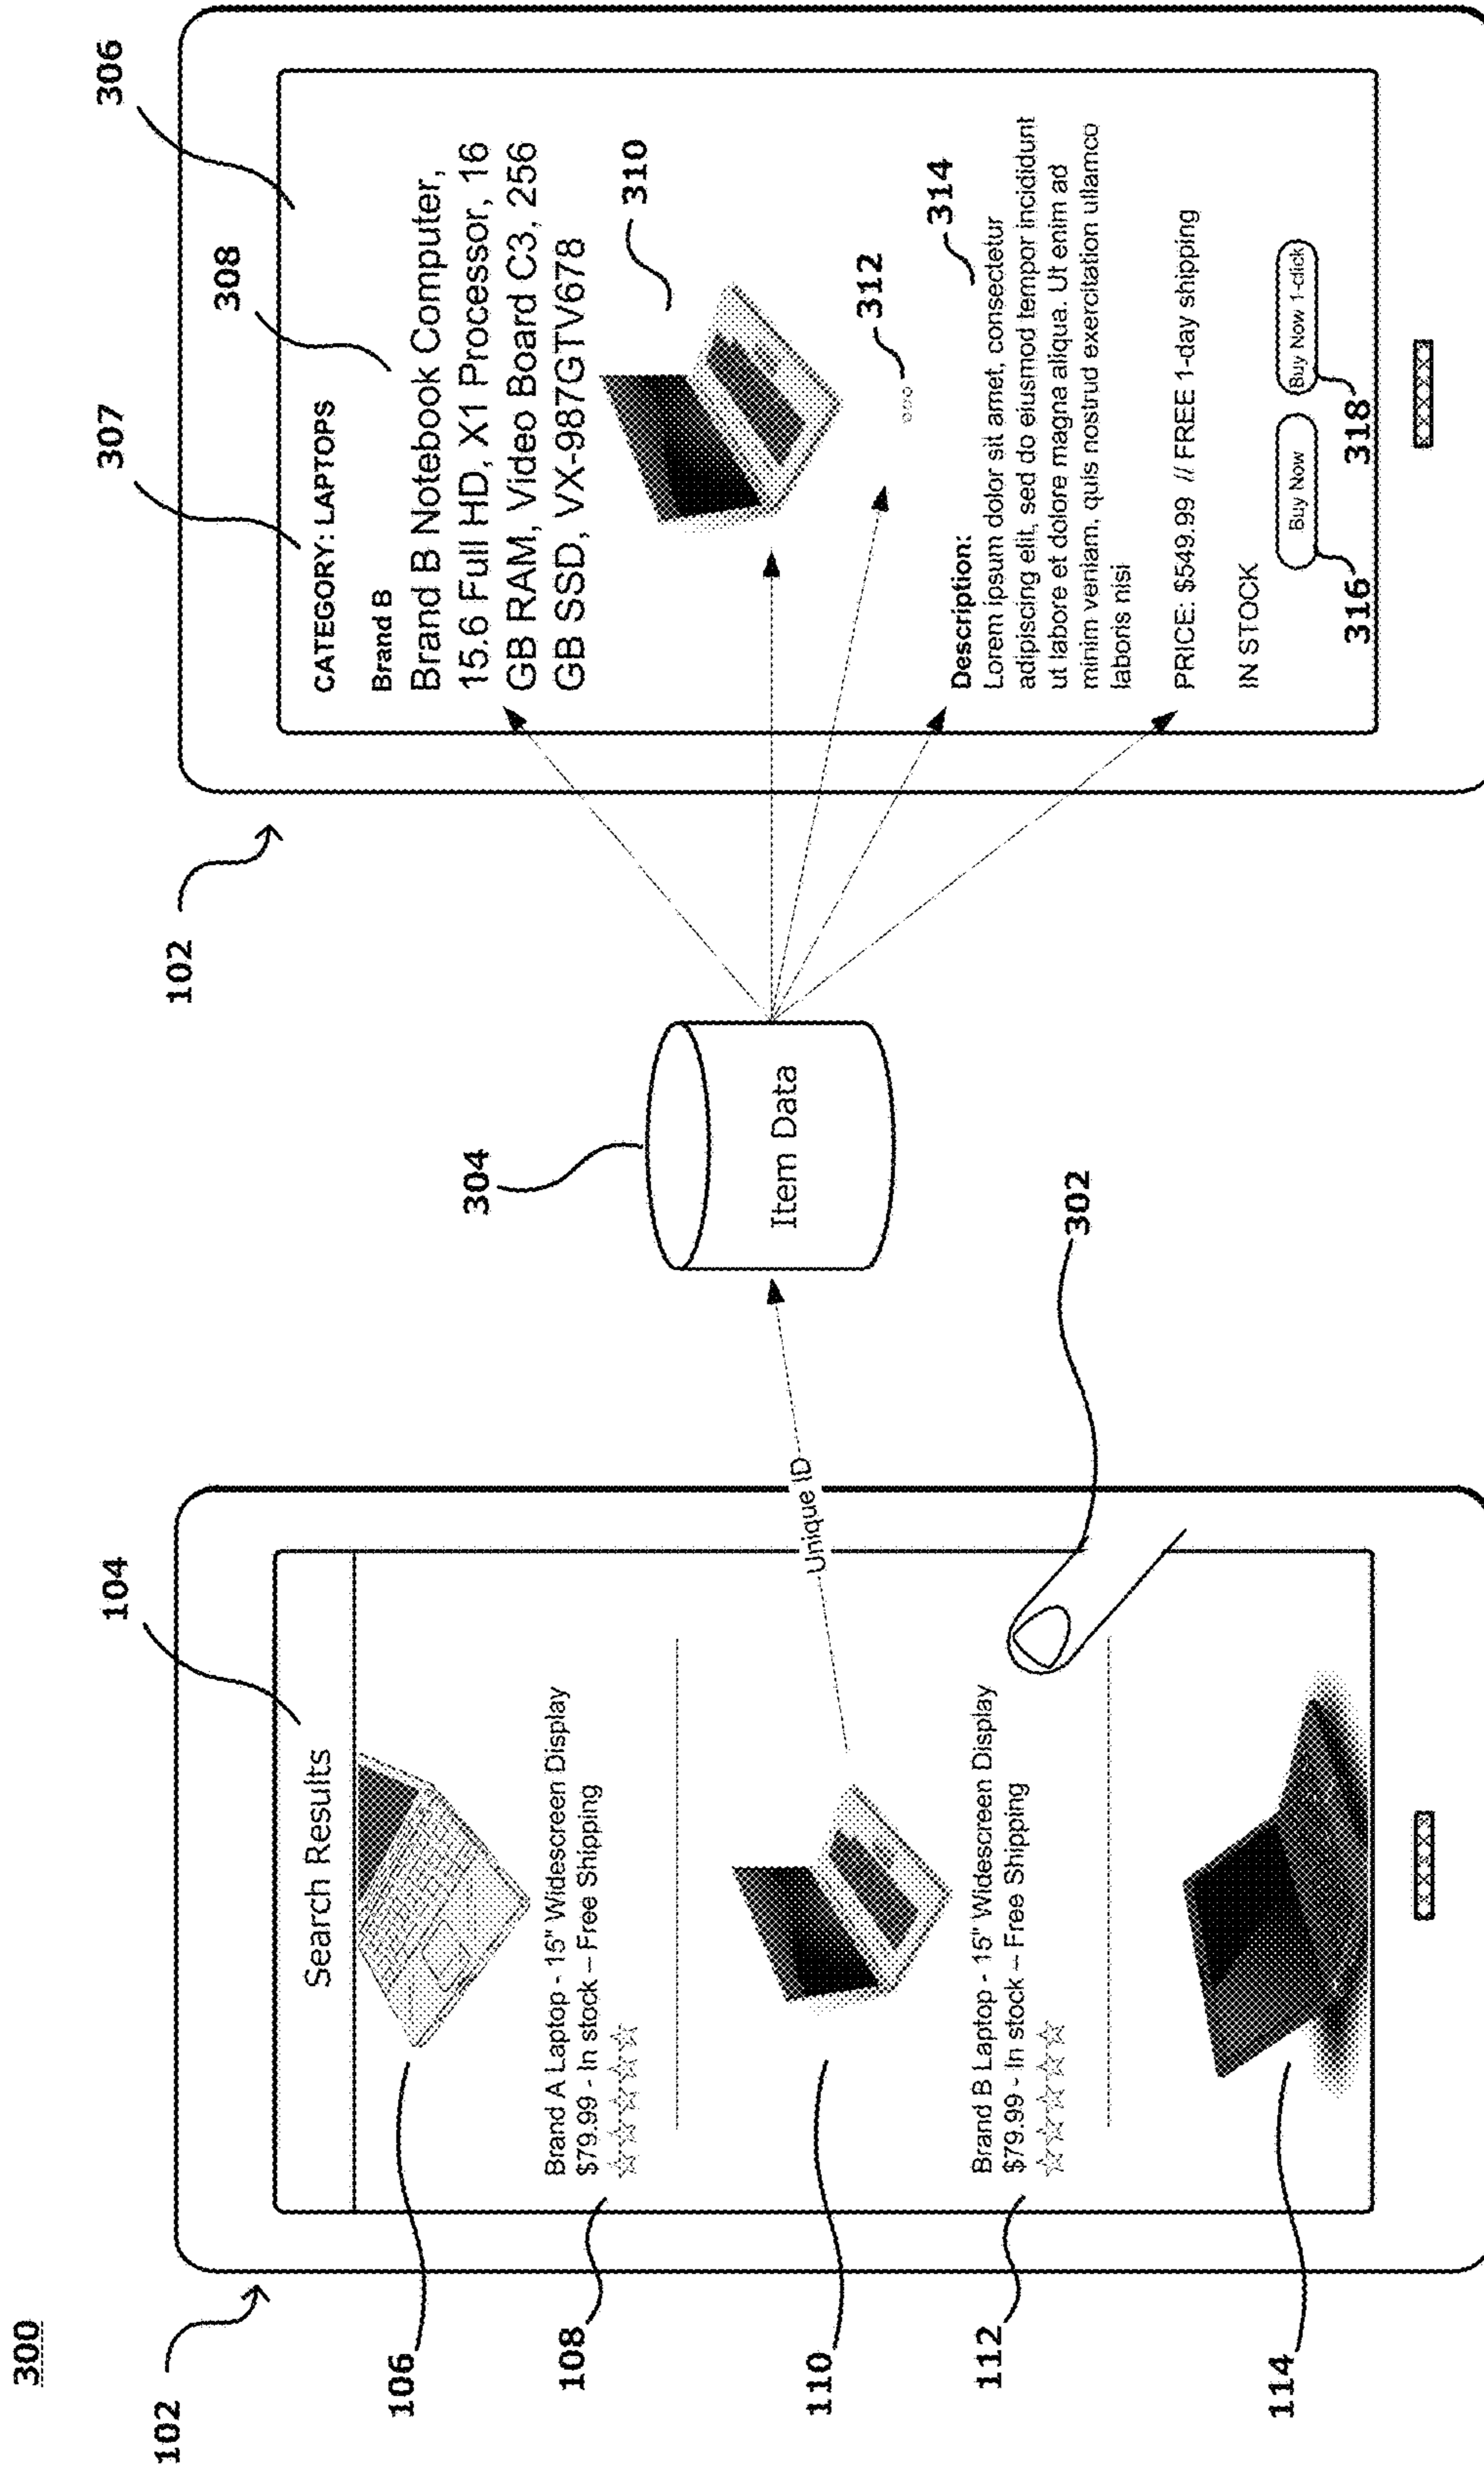 300
102
104
Search Results
106
Brand A Laptop - 15" Widescreen Display
$79.99 - In stock – Free Shipping
☆☆☆☆☆
108
110
Unique ID
Brand B Laptop - 15" Widescreen Display
$79.99 - In stock – Free Shipping
☆☆☆☆☆
112
302
114
304
Item Data
102
306
307
CATEGORY: LAPTOPS
308
Brand B
Brand B Notebook Computer,
15.6 Full HD, X1 Processor, 16
GB RAM, Video Board C3, 256
GB SSD, VX-987GTV678
310
312
314
Description:
Lorem ipsum dolor sit amet, consectetur
adipiscing elit, sed do eiusmod tempor incididunt
ut labore et dolore magna aliqua. Ut enim ad
minim veniam, quis nostrud exercitation ullamco
laboris nisi
PRICE: $549.99 // FREE 1-day shipping
IN STOCK
Buy Now
Buy Now 1-click
316
318